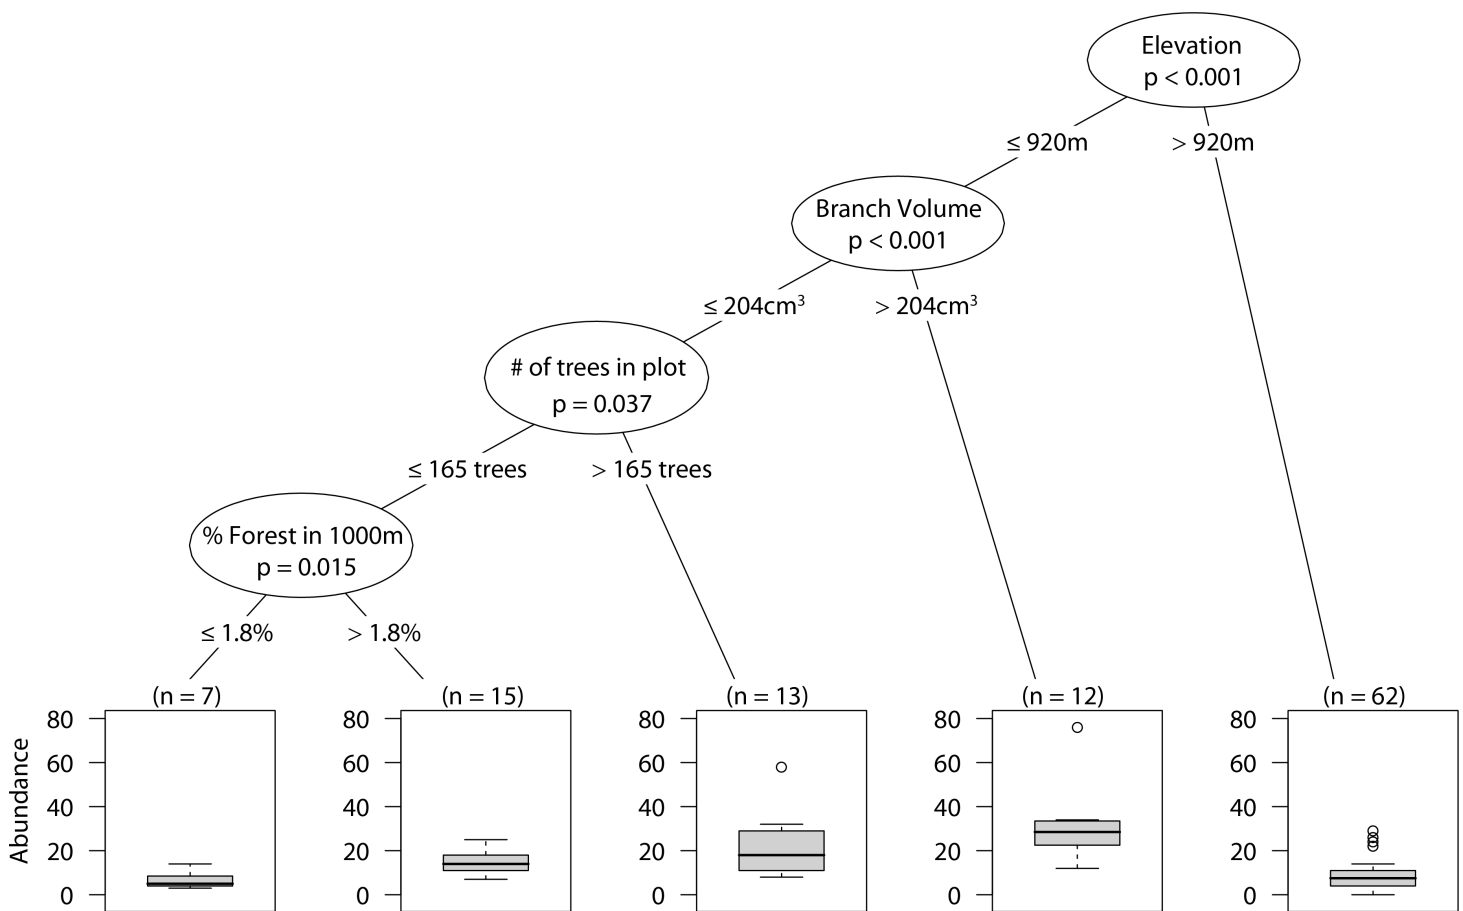 Elevation
p < 0.001
≤ 920m
> 920m
Branch Volume
p < 0.001
≤ 204cm³
> 204cm³
# of trees in plot
p = 0.037
≤ 165 trees
> 165 trees
% Forest in 1000m
p = 0.015
≤ 1.8%
> 1.8%
(n = 7)
(n = 15)
(n = 13)
(n = 12)
(n = 62)
Abundance
80
60
40
20
0
80
60
40
20
0
80
60
40
20
0
80
60
40
20
0
80
60
40
20
0